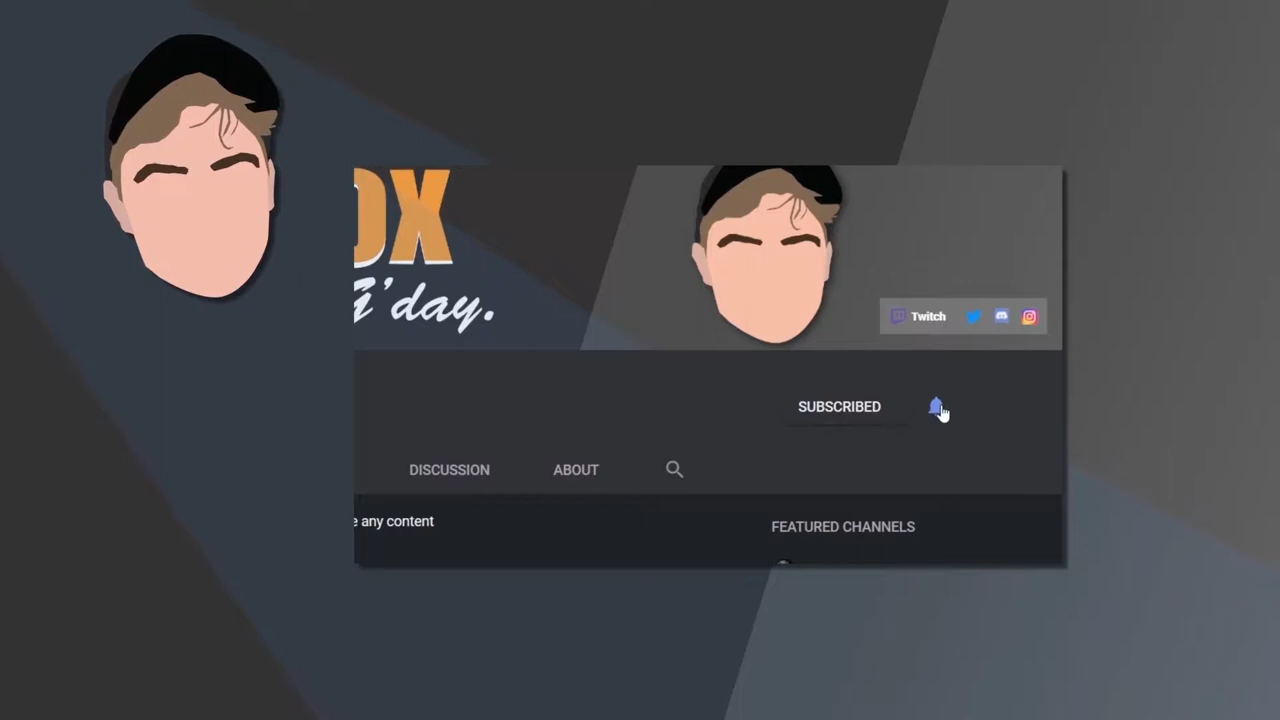 OX
G'day.
Twitch
SUBSCRIBED
DISCUSSION
ABOUT
e any content
FEATURED CHANNELS